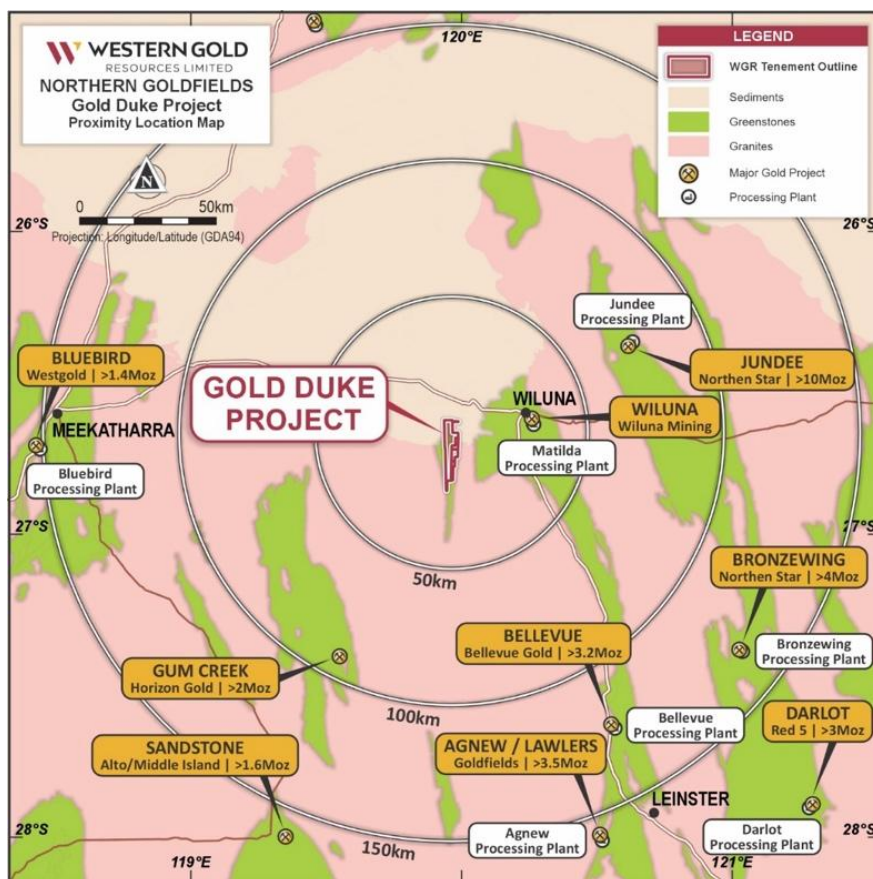 WESTERN GOLD
RESOURCES LIMITED
NORTHERN GOLDFIELDS
Gold Duke Project
Proximity Location Map
N
0 50km
Projection: Longitude/Latitude (GDA94)
120°E
LEGEND
WGR Tenement Outline
Sediments
Greenstones
Granites
Major Gold Project
Processing Plant
26°S
26°S
Jundee
Processing Plant
BLUEBIRD
Westgold | >1.4Moz
JUNDEE
Northen Star | >10Moz
GOLD DUKE
PROJECT
WILUNA
WILUNA
Wiluna Mining
MEEKATHARRA
Matilda
Processing Plant
Bluebird
Processing Plant
27°S
27°S
50km
BRONZEWING
Northen Star | >4Moz
BELLEVUE
Bellevue Gold | >3.2Moz
Bronzewing
Processing Plant
GUM CREEK
Horizon Gold | >2Moz
100km
Bellevue
Processing Plant
DARLOT
Red 5 | >3Moz
SANDSTONE
Alto/Middle Island | >1.6Moz
AGNEW / LAWLERS
Goldfields | >3.5Moz
LEINSTER
28°S
150km
Agnew
Processing Plant
Darlot
Processing Plant
28°S
119°E
121°E